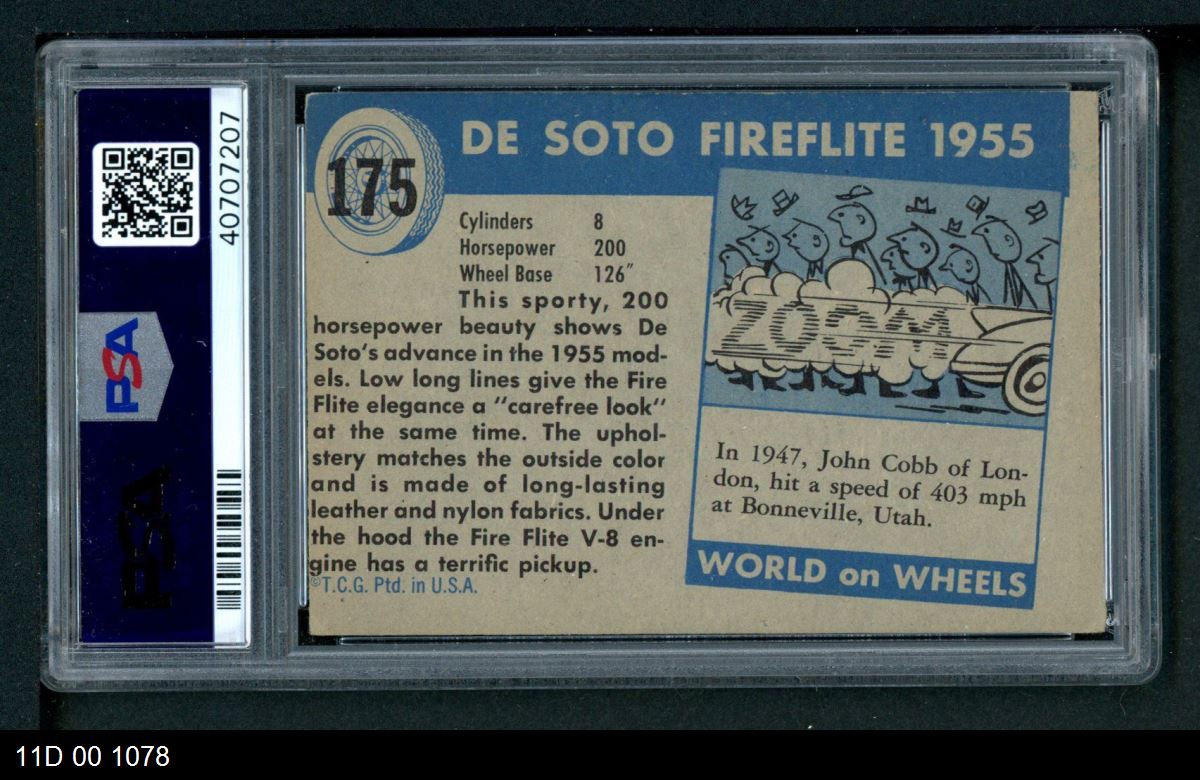 40707207
PSA
PSA
175
DE SOTO FIREFLITE 1955
Cylinders 8
Horsepower 200
Wheel Base 126"
This sporty, 200
horsepower beauty shows De
Soto's advance in the 1955 mod-
els. Low long lines give the Fire
Flite elegance a "carefree look"
at the same time. The uphol-
stery matches the outside color
and is made of long-lasting
leather and nylon fabrics. Under
the hood the Fire Flite V-8 en-
gine has a terrific pickup.
©T.C.G. Ptd. in U.S.A.
ZOOM
In 1947, John Cobb of Lon-
don, hit a speed of 403 mph
at Bonneville, Utah.
WORLD on WHEELS
11D 00 1078